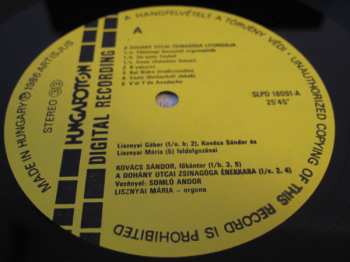 A HANGFELVÉTELT A TÖRVÉNY VÉDI · UNAUTHORIZED COPYING OF THIS RECORD IS PROHIBITED
MADE IN HUNGARY
℗ 1986 ARTISJUS
STEREO 33
HUNGAROTON
DIGITAL RECORDING
A
A DOHÁNY UTCAI ZSINAGÓGA LITURGIÁJA
SLPD 18091-A
25'45"
Lisznyai Gábor (1/a. b, 2), Kovács Sándor és
Lisznyai Mária (5) feldolgozásai
KOVÁCS SÁNDOR, főkántor (1/b, 3, 5)
A DOHÁNY UTCAI ZSINAGÓGA ÉNEKKARA (1/a, 2, 4)
Vezényel: SOMLÓ ANDOR
LISZNYAI MÁRIA – orgona